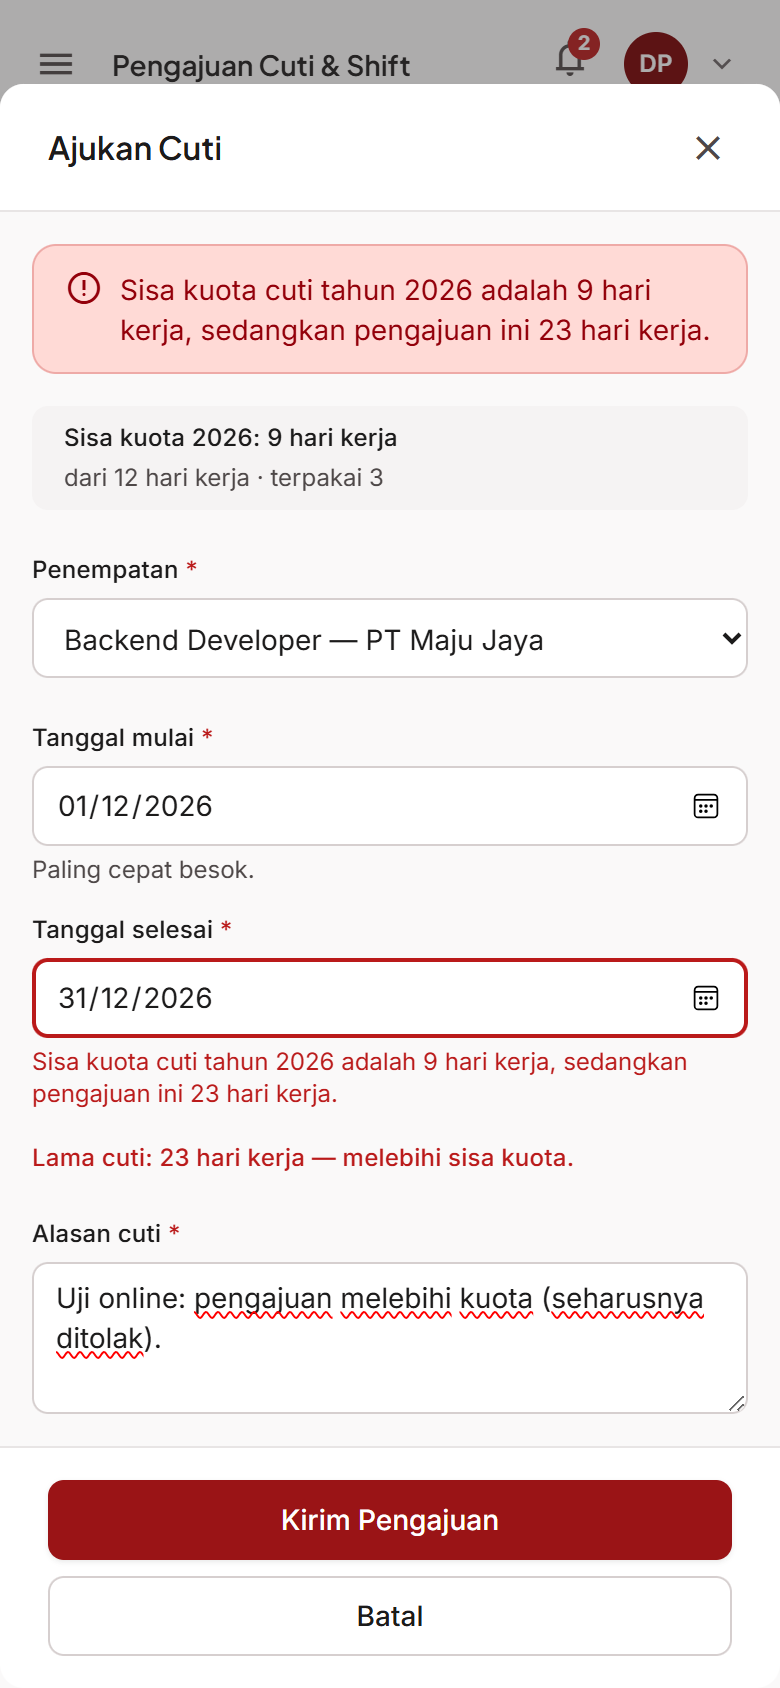 Pengajuan Cuti & Shift
2
DP
Ajukan Cuti
Sisa kuota cuti tahun 2026 adalah 9 hari
kerja, sedangkan pengajuan ini 23 hari kerja.
Sisa kuota 2026: 9 hari kerja
dari 12 hari kerja · terpakai 3
Penempatan *
Backend Developer — PT Maju Jaya
Tanggal mulai *
01/12/2026
Paling cepat besok.
Tanggal selesai *
31/12/2026
Sisa kuota cuti tahun 2026 adalah 9 hari kerja, sedangkan
pengajuan ini 23 hari kerja.
Lama cuti: 23 hari kerja — melebihi sisa kuota.
Alasan cuti *
Uji online: pengajuan melebihi kuota (seharusnya
ditolak).
Kirim Pengajuan
Batal